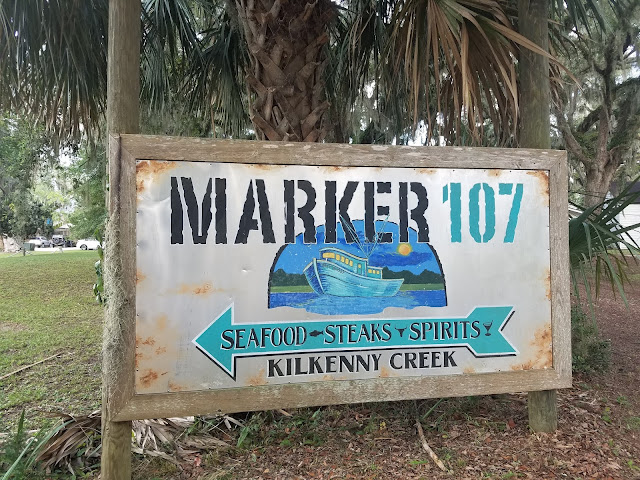 MARKER 107
SEAFOOD STEAKS SPIRITS
KILKENNY CREEK